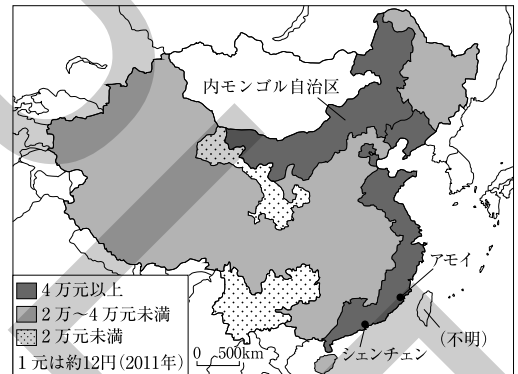 内モンゴル自治区
アモイ
(不明)
シェンチェン
4万元以上
2万~4万元未満
2万元未満
1元は約12円(2011年)
0 500km